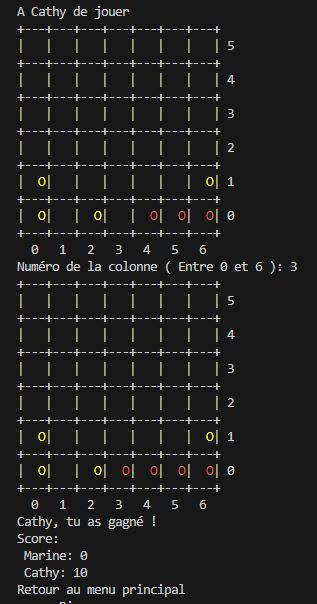 A Cathy de jouer
+---+---+---+---+---+---+---+
|   |   |   |   |   |   |   | 5
+---+---+---+---+---+---+---+
|   |   |   |   |   |   |   | 4
+---+---+---+---+---+---+---+
|   |   |   |   |   |   |   | 3
+---+---+---+---+---+---+---+
|   |   |   |   |   |   |   | 2
+---+---+---+---+---+---+---+
|  O|   |   |   |   |   |  O| 1
+---+---+---+---+---+---+---+
|  O|   |  O|   |  O|  O|  O| 0
+---+---+---+---+---+---+---+
  0   1   2   3   4   5   6
Numéro de la colonne ( Entre 0 et 6 ): 3
+---+---+---+---+---+---+---+
|   |   |   |   |   |   |   | 5
+---+---+---+---+---+---+---+
|   |   |   |   |   |   |   | 4
+---+---+---+---+---+---+---+
|   |   |   |   |   |   |   | 3
+---+---+---+---+---+---+---+
|   |   |   |   |   |   |   | 2
+---+---+---+---+---+---+---+
|  O|   |   |   |   |   |  O| 1
+---+---+---+---+---+---+---+
|  O|   |  O|  O|  O|  O|  O| 0
+---+---+---+---+---+---+---+
  0   1   2   3   4   5   6
Cathy, tu as gagné !
Score:
 Marine: 0
 Cathy: 10
Retour au menu principal